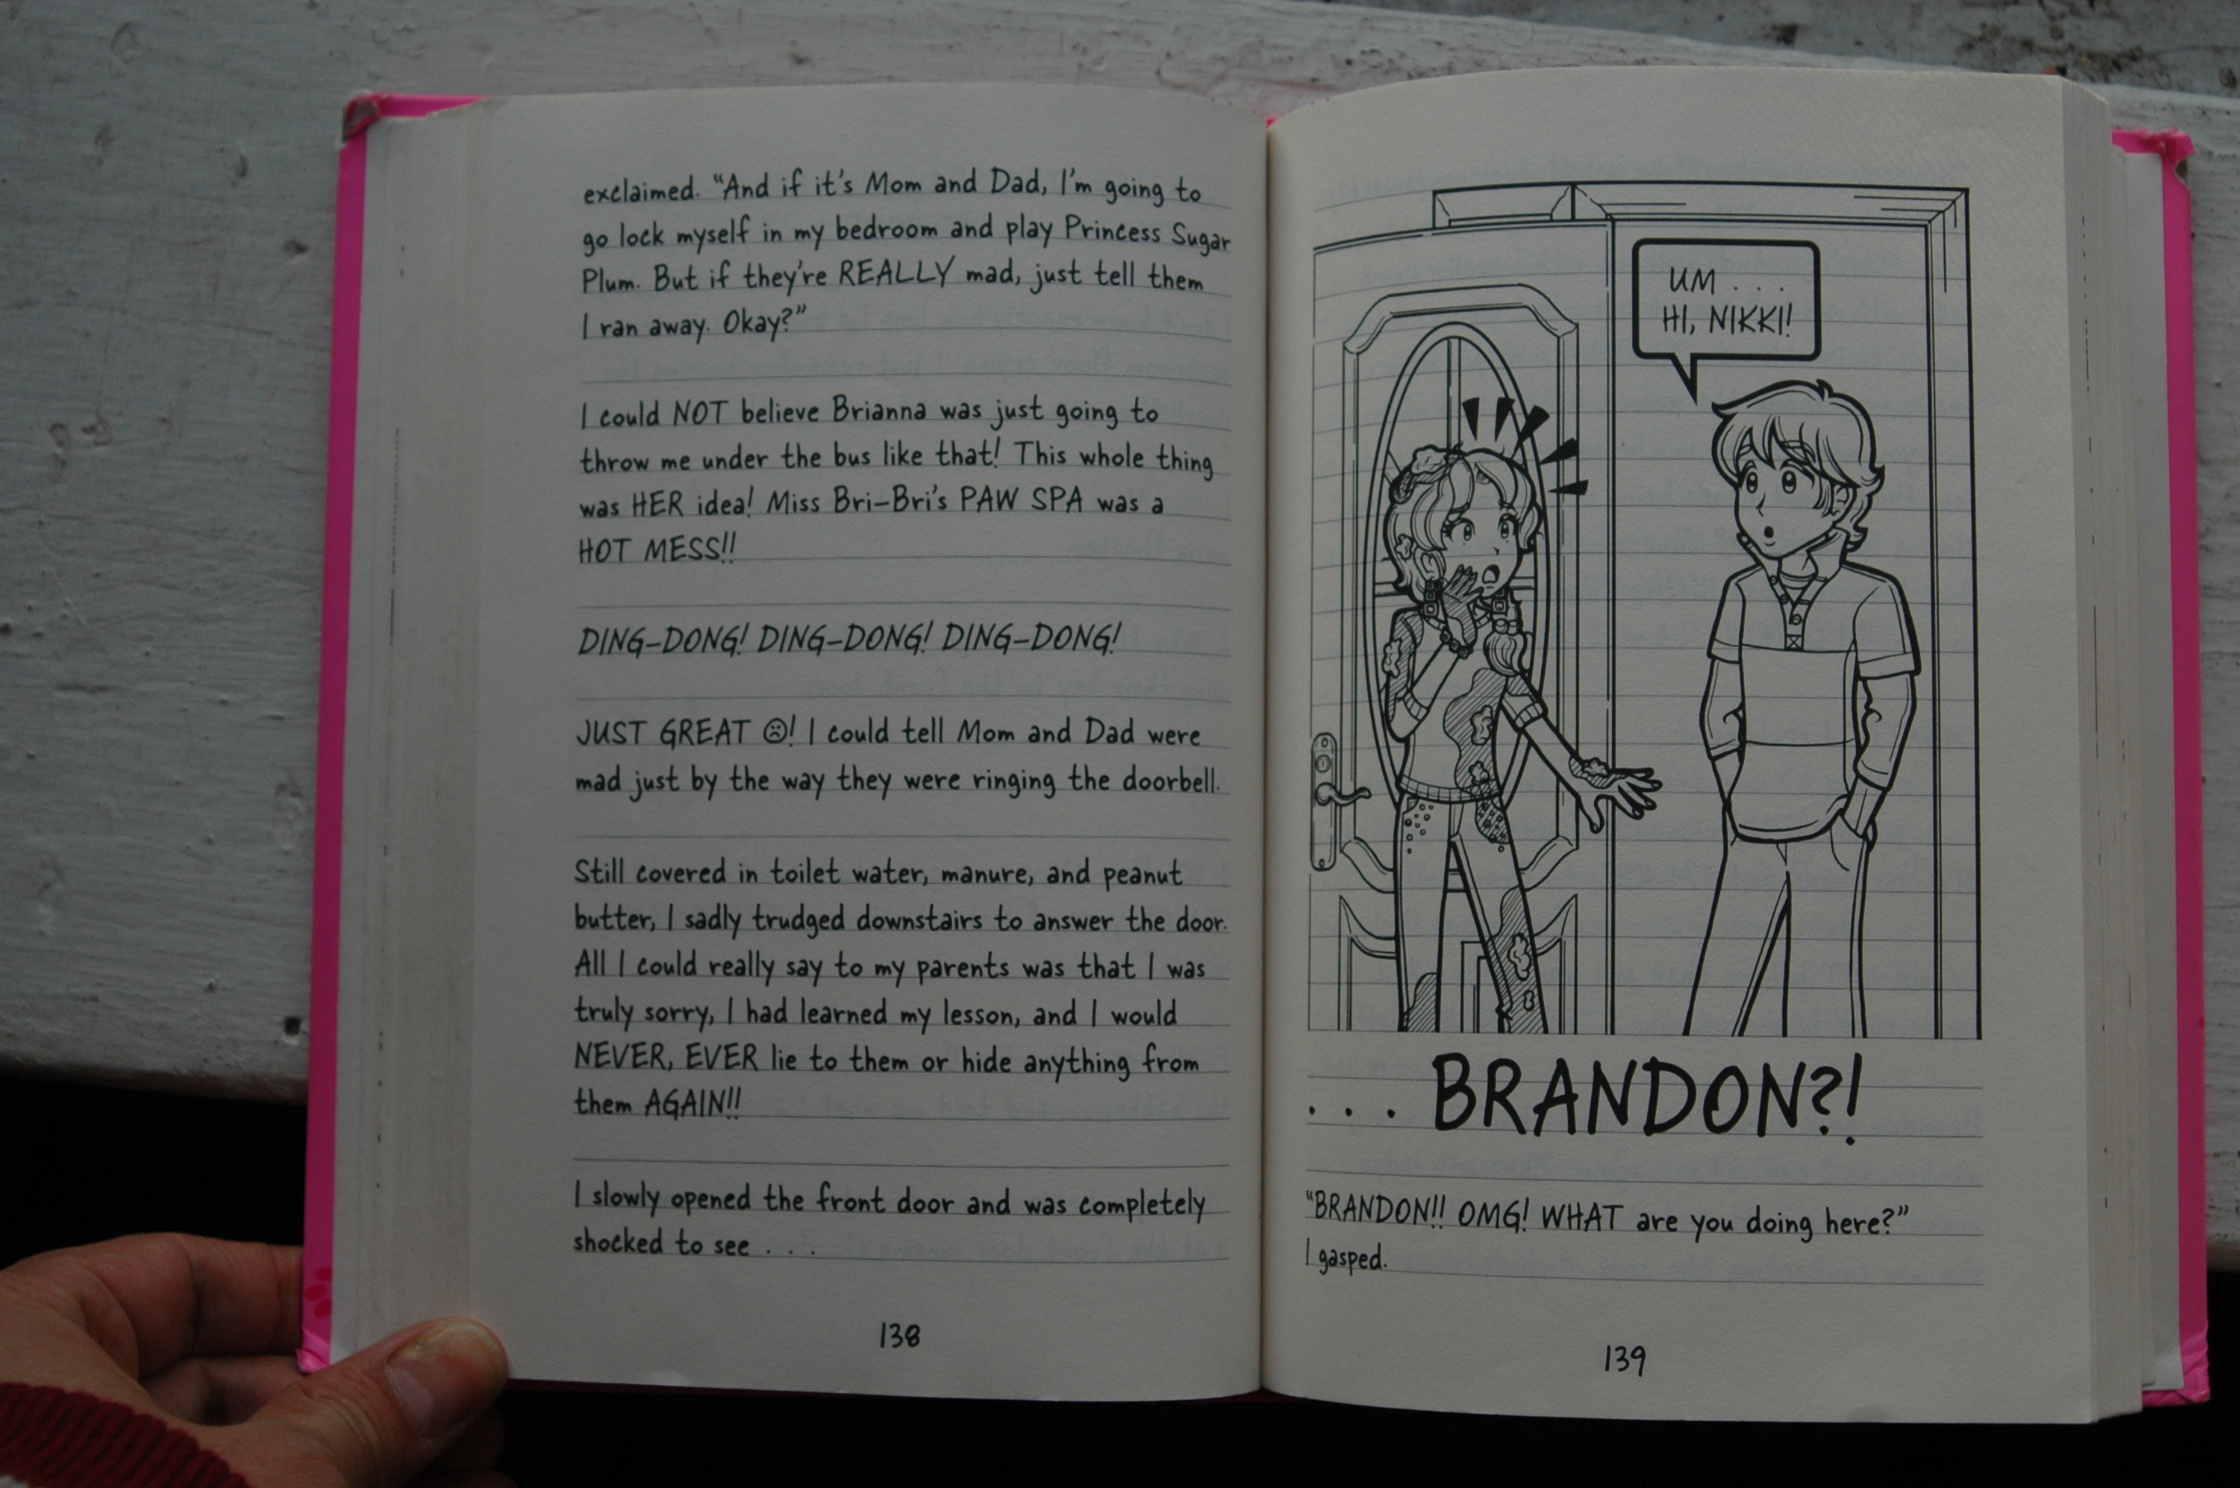 exclaimed. "And if it's Mom and Dad, I'm going to
go lock myself in my bedroom and play Princess Sugar
Plum. But if they're REALLY mad, just tell them
I ran away. Okay?"
I could NOT believe Brianna was just going to
throw me under the bus like that! This whole thing
was HER idea! Miss Bri-Bri's PAW SPA was a
HOT MESS!!
DING-DONG! DING-DONG! DING-DONG!
JUST GREAT ☹! I could tell Mom and Dad were
mad just by the way they were ringing the doorbell.
Still covered in toilet water, manure, and peanut
butter, I sadly trudged downstairs to answer the door.
All I could really say to my parents was that I was
truly sorry, I had learned my lesson, and I would
NEVER, EVER lie to them or hide anything from
them AGAIN!!
I slowly opened the front door and was completely
shocked to see . . .
138
UM . . .
HI, NIKKI!
. . . BRANDON?!
"BRANDON!! OMG! WHAT are you doing here?"
I gasped.
139